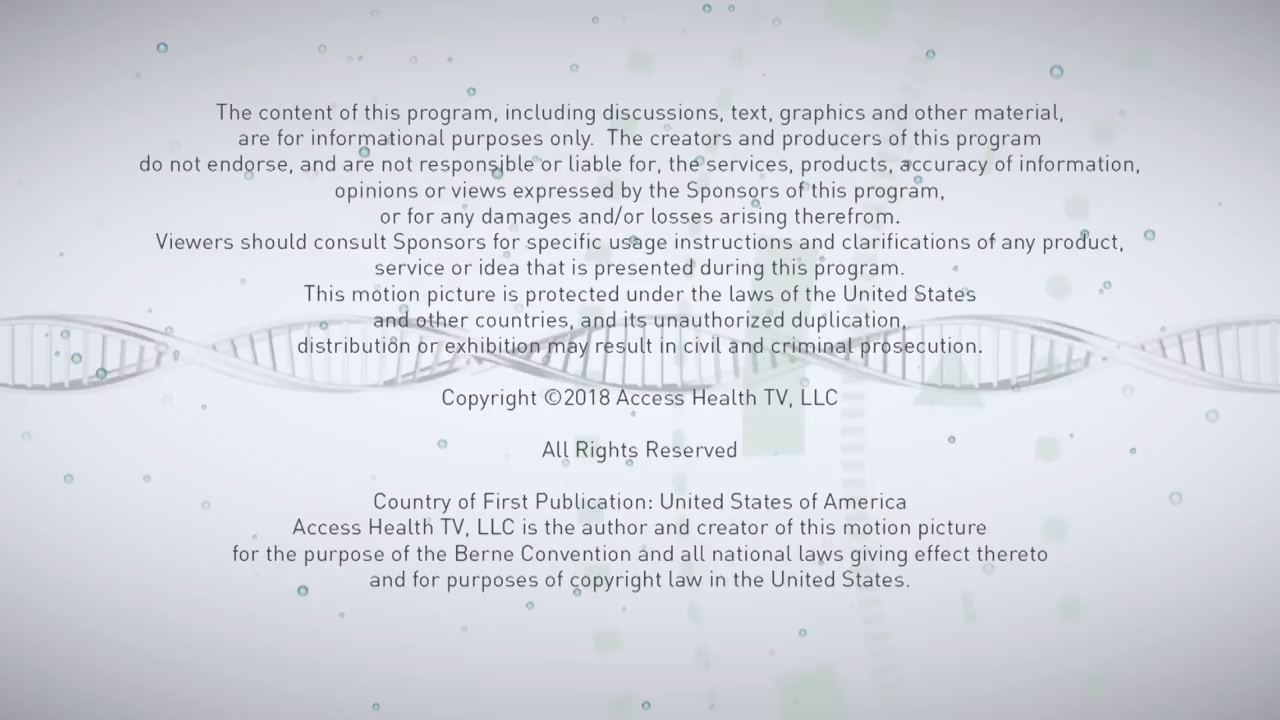 The content of this program, including discussions, text, graphics and other material,
are for informational purposes only.  The creators and producers of this program
do not endorse, and are not responsible or liable for, the services, products, accuracy of information,
opinions or views expressed by the Sponsors of this program,
or for any damages and/or losses arising therefrom.
Viewers should consult Sponsors for specific usage instructions and clarifications of any product,
service or idea that is presented during this program.
This motion picture is protected under the laws of the United States
and other countries, and its unauthorized duplication,
distribution or exhibition may result in civil and criminal prosecution.
Copyright ©2018 Access Health TV, LLC
All Rights Reserved
Country of First Publication: United States of America
Access Health TV, LLC is the author and creator of this motion picture
for the purpose of the Berne Convention and all national laws giving effect thereto
and for purposes of copyright law in the United States.